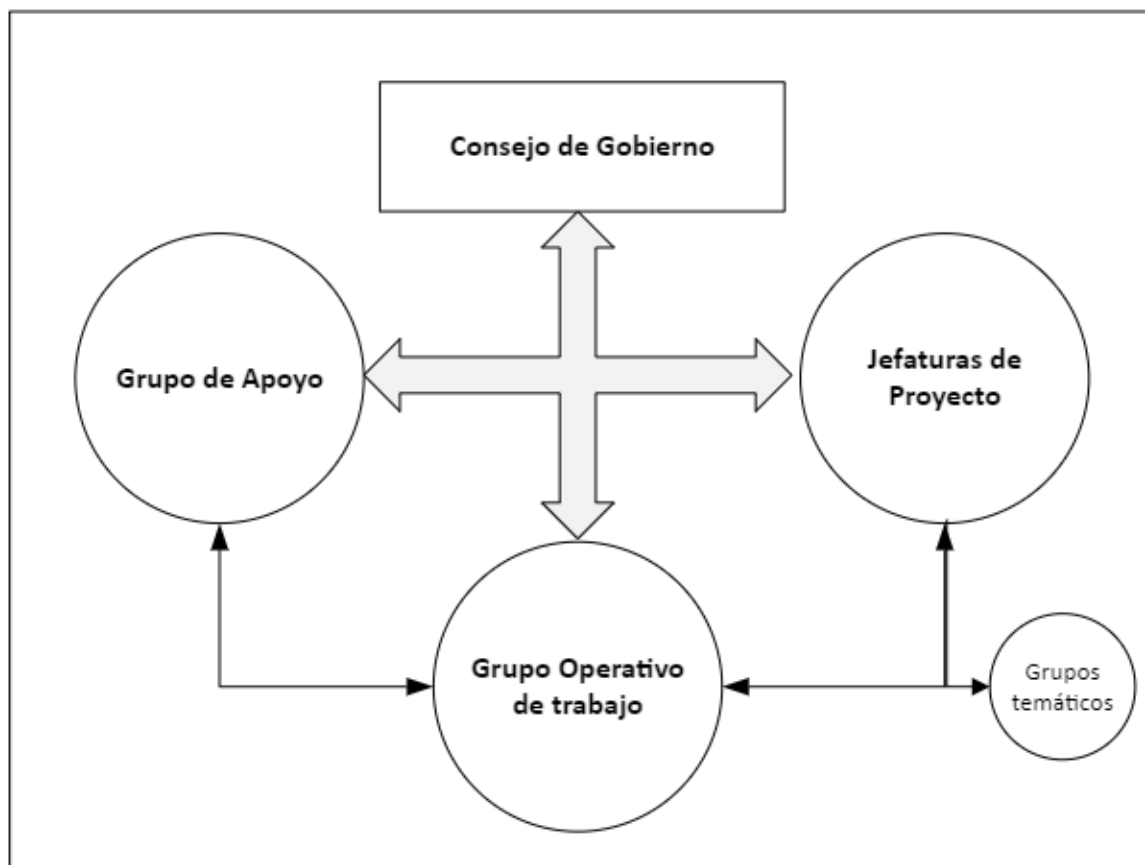 Consejo de Gobierno
Grupo de Apoyo
Jefaturas de
Proyecto
Grupo Operativo
de trabajo
Grupos
temáticos